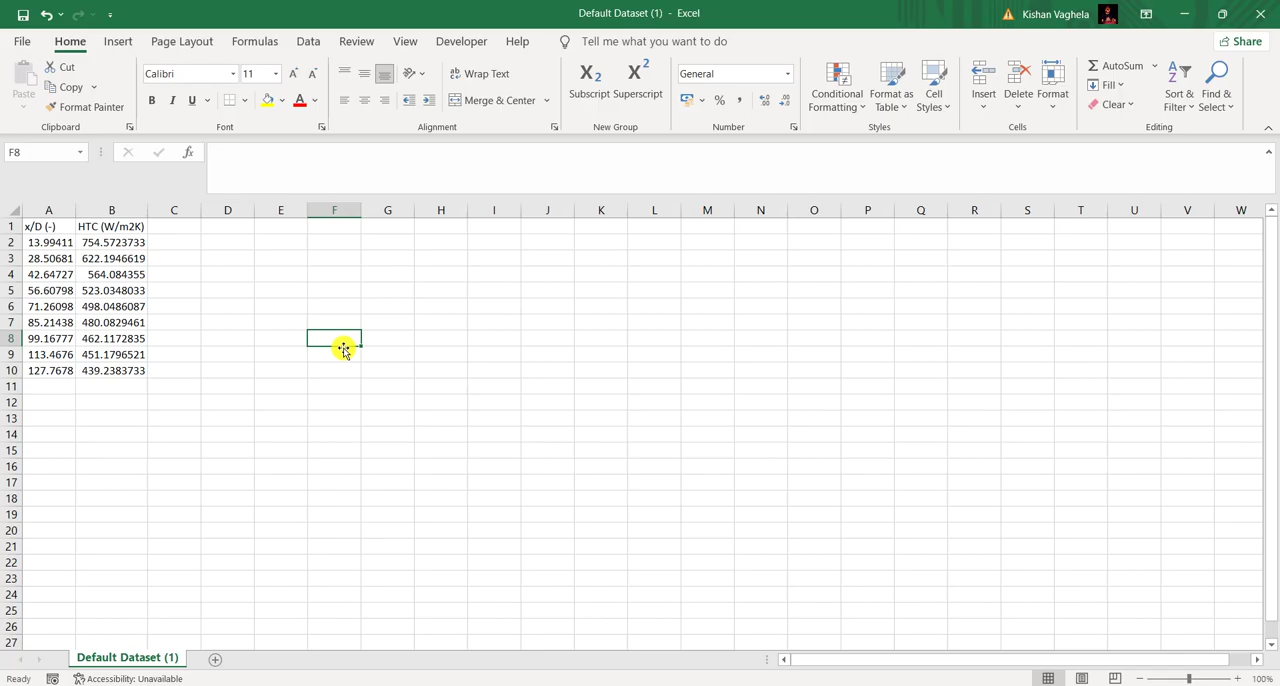 Default Dataset (1) - Excel
Kishan Vaghela
File Home Insert Page Layout Formulas Data Review View Developer Help Tell me what you want to do Share
Paste
Cut
Copy
Format Painter
Clipboard
Calibri 11 A A
B I U A
Font
ab Wrap Text
Merge & Center
Alignment
X2 X2
Subscript Superscript
New Group
General
% ,
Number
Conditional Formatting
Format as Table
Cell Styles
Styles
Insert Delete Format
Cells
AutoSum
Fill
Clear
Sort & Filter
Find & Select
Editing
F8 fx
A B C D E F G H I J K L M N O P Q R S T U V W
1 x/D (-) HTC (W/m2K)
2 13.99411 754.5723733
3 28.50681 622.1946619
4 42.64727 564.084355
5 56.60798 523.0348033
6 71.26098 498.0486087
7 85.21438 480.0829461
8 99.16777 462.1172835
9 113.4676 451.1796521
10 127.7678 439.2383733
11
12
13
14
15
16
17
18
19
20
21
22
23
24
25
26
27
Default Dataset (1)
Ready Accessibility: Unavailable 100%